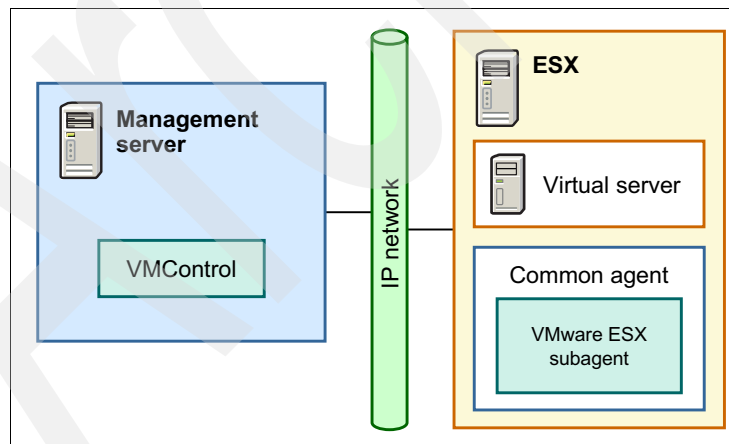 Management
server
VMControl
IP network
ESX
Virtual server
Common agent
VMware ESX
subagent